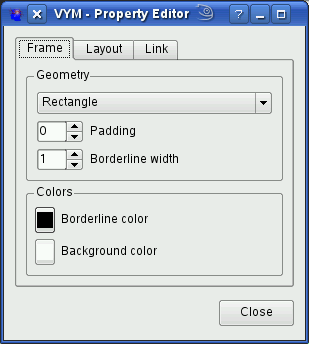 VYM - Property Editor
Frame Layout Link
Geometry
Rectangle
0 Padding
1 Borderline width
Colors
Borderline color
Background color
Close